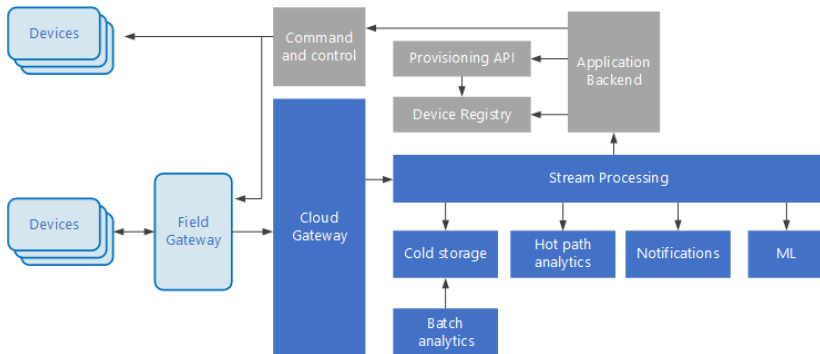 Devices
Command
and control
Provisioning API
Application
Backend
Device Registry
Stream Processing
Devices
Field
Gateway
Cloud
Gateway
Cold storage
Hot path
analytics
Notifications
ML
Batch
analytics